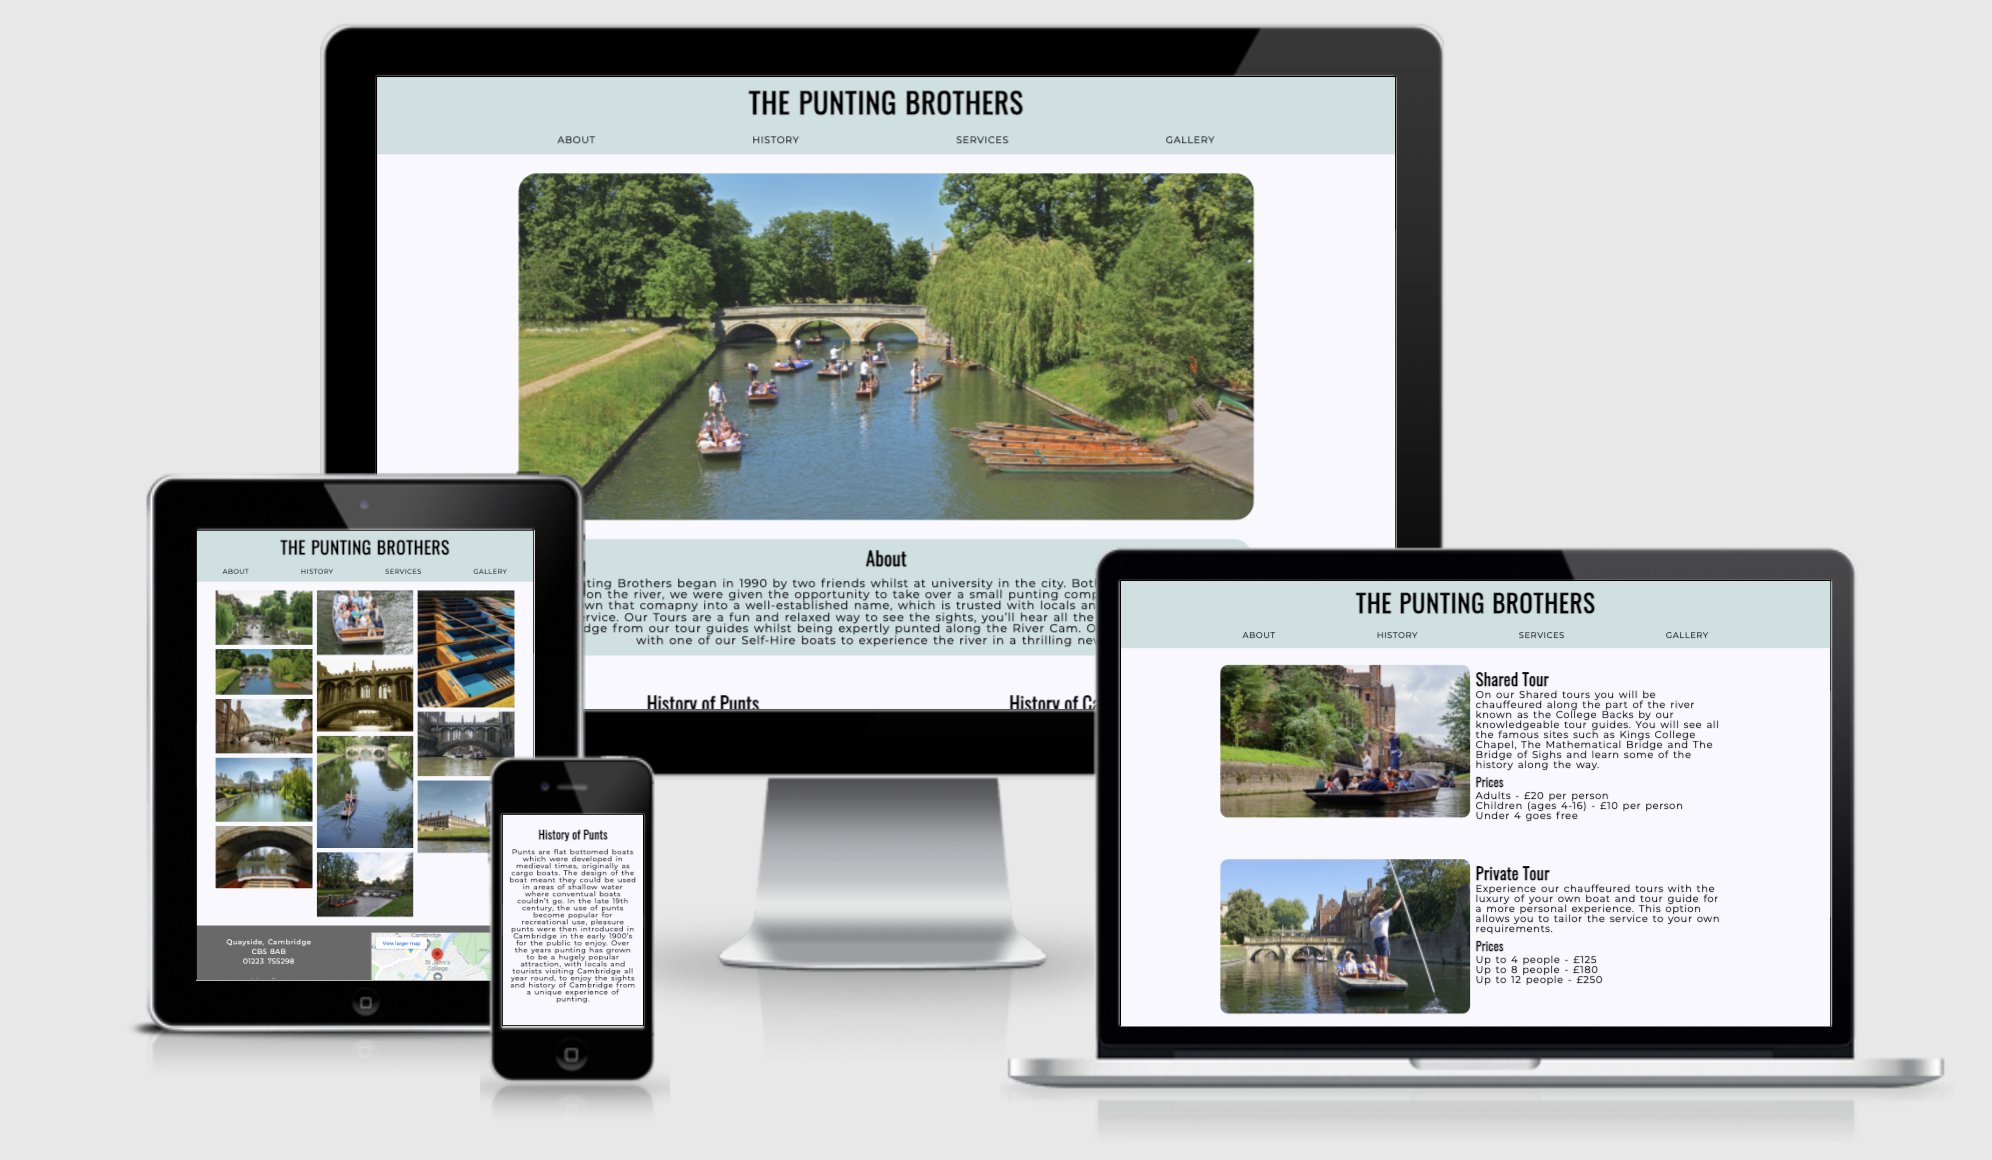 THE PUNTING BROTHERS
ABOUT HISTORY SERVICES GALLERY
About
ting Brothers began in 1990 by two friends whilst at university in the city. Bot
on the river, we were given the opportunity to take over a small punting comp
wn that comapny into a well-established name, which is trusted with locals an
rvice. Our Tours are a fun and relaxed way to see the sights, you'll hear all the
dge from our tour guides whilst being expertly punted along the River Cam. O
with one of our Self-Hire boats to experience the river in a thrilling ne
History of Punts
History of Ca
THE PUNTING BROTHERS
ABOUT HISTORY SERVICES GALLERY
Quayside, Cambridge
CB5 8AB
01223 755298
View larger map
Cambridge
St John's
College
History of Punts
Punts are flat bottomed boats
which were developed in
medieval times, originally as
cargo boats. The design of the
boat meant they could be used
in areas of shallow water
where conventual boats
couldn't go. In the late 19th
century, the use of punts
become popular for
recreational use, pleasure
punts were then introduced in
Cambridge in the early 1900's
for the public to enjoy. Over
the years punting has grown
to be a hugely popular
attraction, with locals and
tourists visiting Cambridge all
year round, to enjoy the sights
and history of Cambridge from
a unique experience of
punting.
THE PUNTING BROTHERS
ABOUT HISTORY SERVICES GALLERY
Shared Tour
On our Shared tours you will be
chauffeured along the part of the river
known as the College Backs by our
knowledgeable tour guides. You will see all
the famous sites such as Kings College
Chapel, The Mathematical Bridge and The
Bridge of Sighs and learn some of the
history along the way.
Prices
Adults - £20 per person
Children (ages 4-16) - £10 per person
Under 4 goes free
Private Tour
Experience our chauffeured tours with the
luxury of your own boat and tour guide for
a more personal experience. This option
allows you to tailor the service to your own
requirements.
Prices
Up to 4 people - £125
Up to 8 people - £180
Up to 12 people - £250